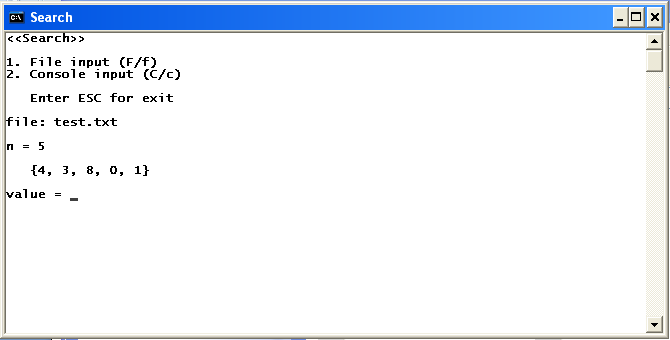 Search
<<Search>>
1. File input (F/f)
2. Console input (C/c)
Enter ESC for exit
file: test.txt
n = 5
{4, 3, 8, 0, 1}
value = _